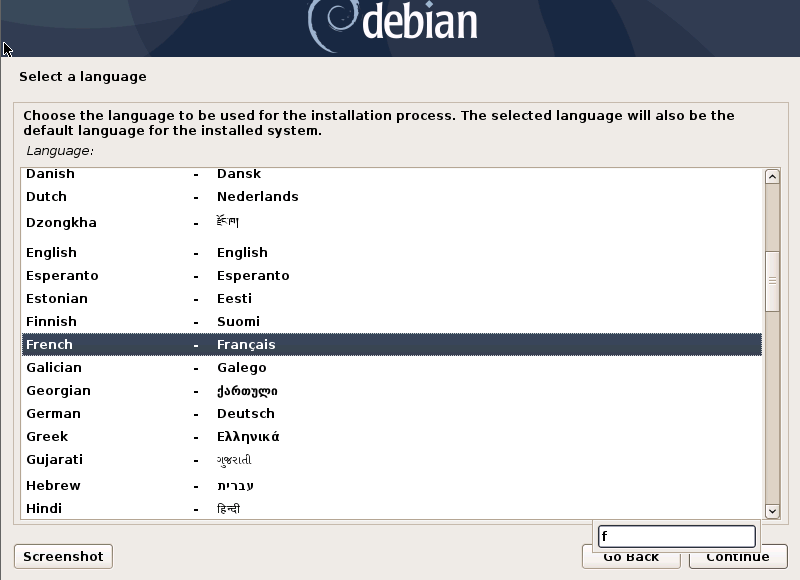 debian
Select a language
Choose the language to be used for the installation process. The selected language will also be the
default language for the installed system.
Language:
Danish - Dansk
Dutch - Nederlands
Dzongkha - རྫོང་ཁ།
English - English
Esperanto - Esperanto
Estonian - Eesti
Finnish - Suomi
French - Français
Galician - Galego
Georgian - ქართული
German - Deutsch
Greek - Ελληνικά
Gujarati - ગુજરાતી
Hebrew - עברית
Hindi - हिन्दी
f
Screenshot Go Back Continue